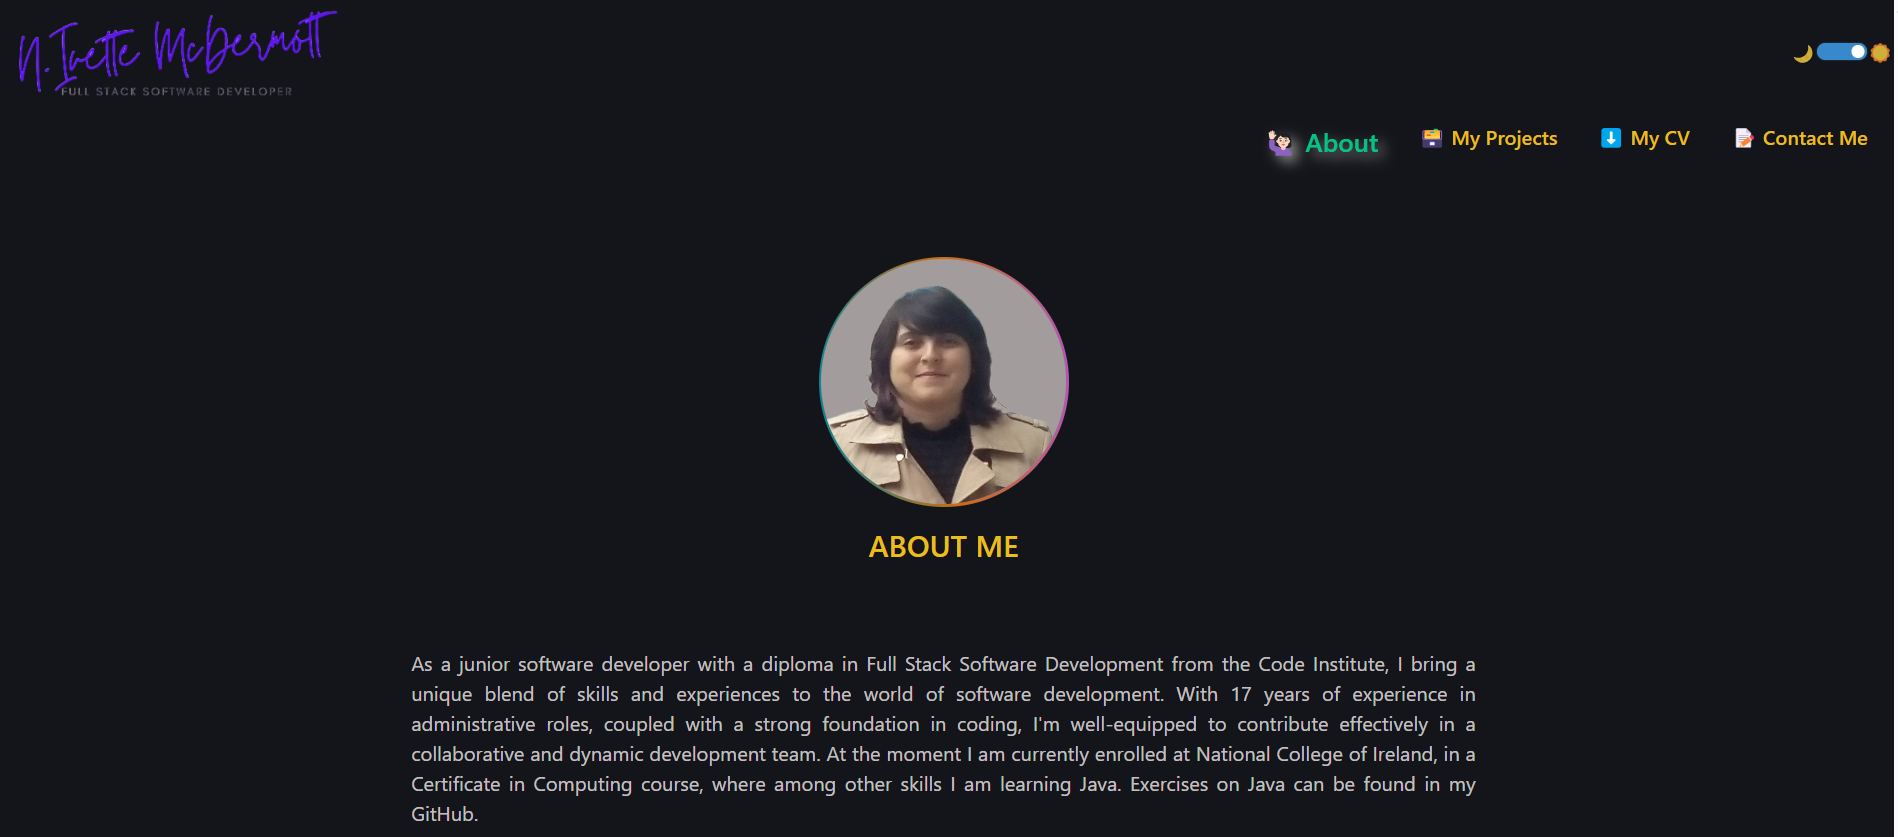 N.Ivette McDermott
FULL STACK SOFTWARE DEVELOPER
About My Projects My CV Contact Me
ABOUT ME
As a junior software developer with a diploma in Full Stack Software Development from the Code Institute, I bring a
unique blend of skills and experiences to the world of software development. With 17 years of experience in
administrative roles, coupled with a strong foundation in coding, I'm well-equipped to contribute effectively in a
collaborative and dynamic development team. At the moment I am currently enrolled at National College of Ireland, in a
Certificate in Computing course, where among other skills I am learning Java. Exercises on Java can be found in my
GitHub.